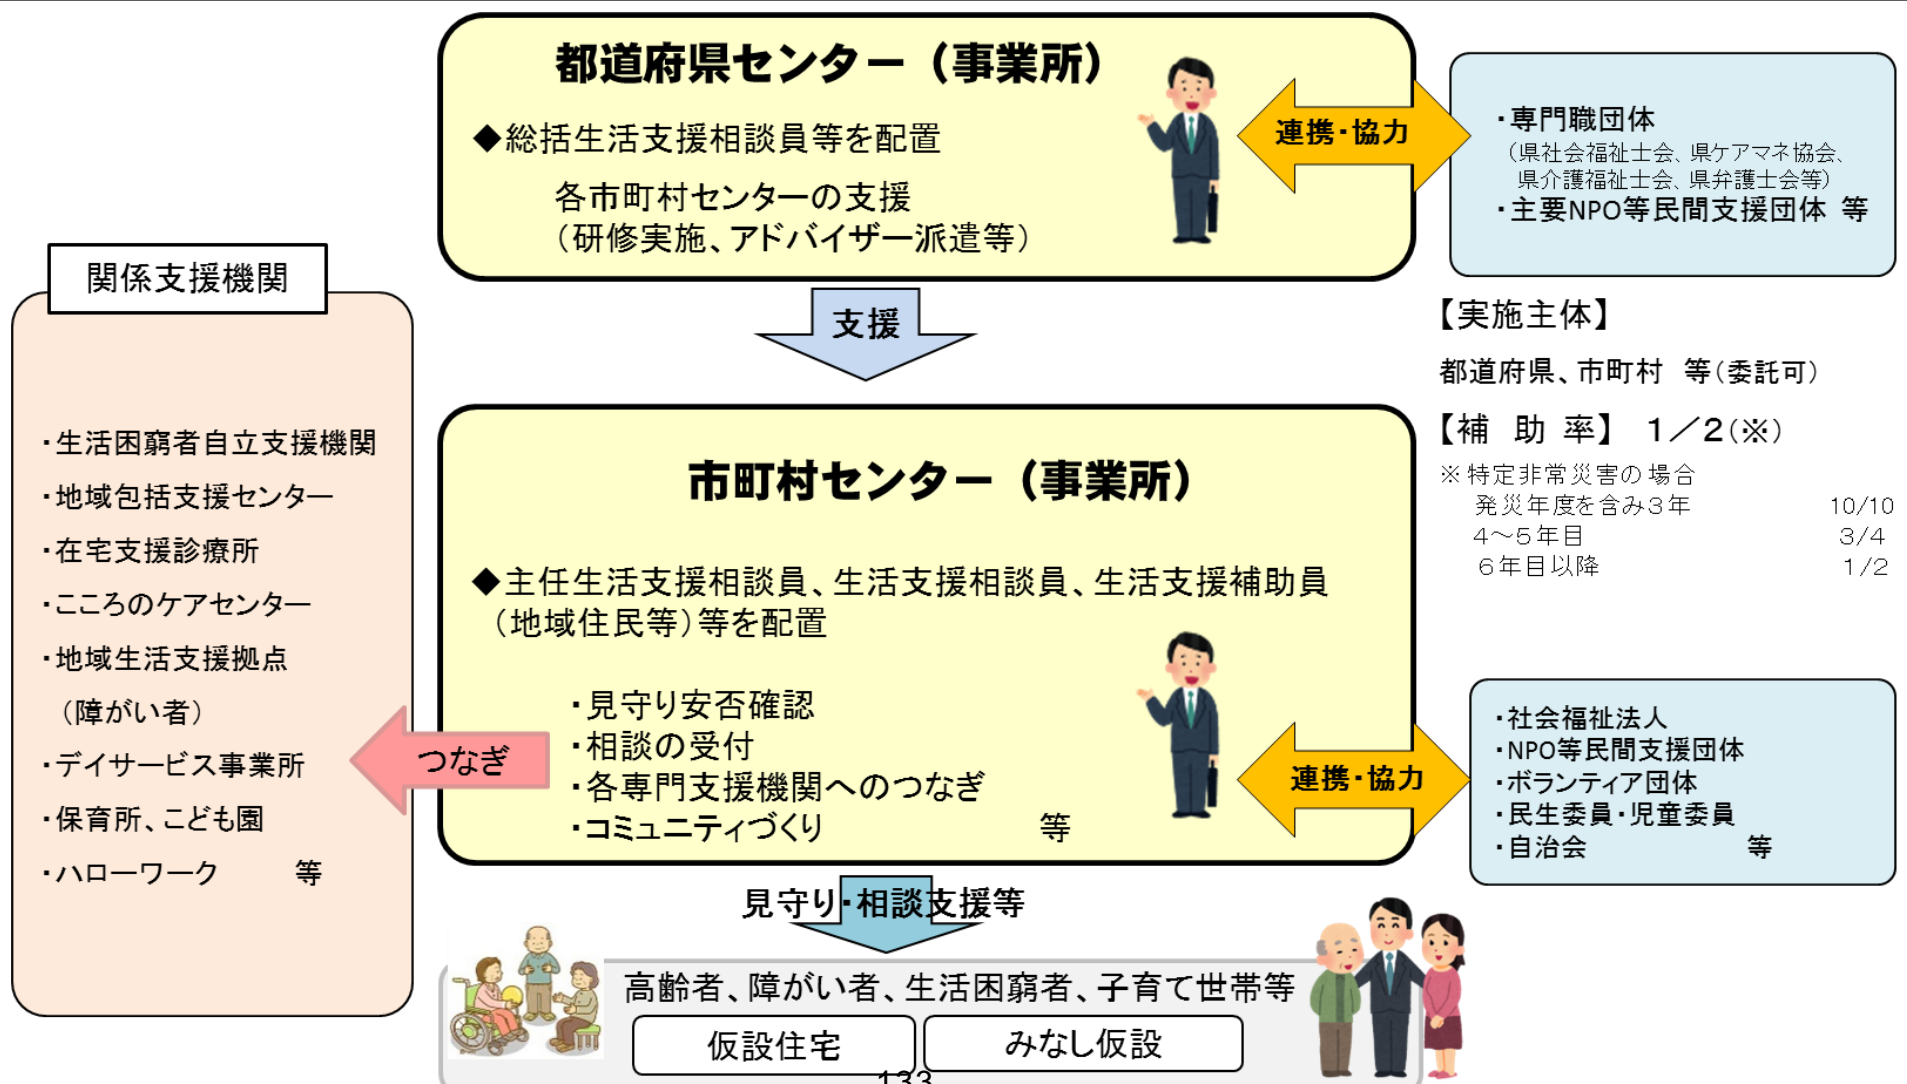 都道府県センター（事業所）
◆総括生活支援相談員等を配置
各市町村センターの支援
（研修実施、アドバイザー派遣等）
連携・協力
・専門職団体
（県社会福祉士会、県ケアマネ協会、
県介護福祉士会、県弁護士会等）
・主要NPO等民間支援団体 等
支援
【実施主体】
都道府県、市町村 等（委託可）
【補 助 率】 １／２（※）
※特定非常災害の場合
発災年度を含み３年 10/10
４～５年目 3/4
６年目以降 1/2
関係支援機関
・生活困窮者自立支援機関
・地域包括支援センター
・在宅支援診療所
・こころのケアセンター
・地域生活支援拠点
（障がい者）
・デイサービス事業所
・保育所、こども園
・ハローワーク 等
つなぎ
市町村センター（事業所）
◆主任生活支援相談員、生活支援相談員、生活支援補助員
（地域住民等）等を配置
・見守り安否確認
・相談の受付
・各専門支援機関へのつなぎ
・コミュニティづくり 等
連携・協力
・社会福祉法人
・NPO等民間支援団体
・ボランティア団体
・民生委員・児童委員
・自治会 等
見守り・相談支援等
高齢者、障がい者、生活困窮者、子育て世帯等
仮設住宅
みなし仮設
133